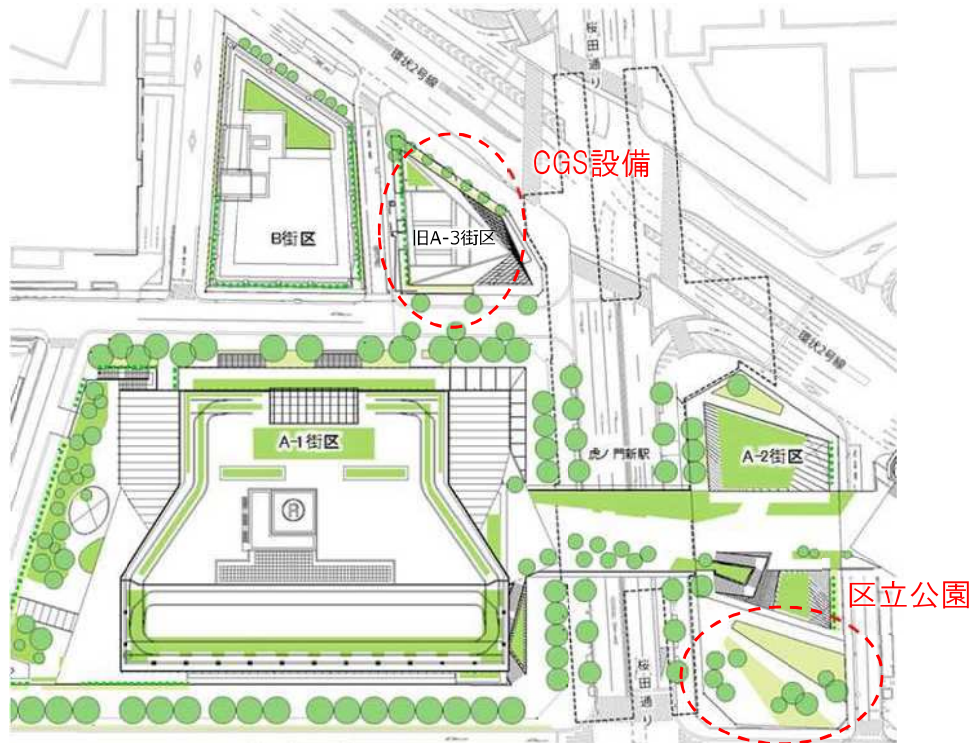 桜田通り
環状2号線
CGS設備
B街区
旧A-3街区
環状2号線
A-1街区
虎ノ門新駅
A-2街区
R
区立公園
桜田通り